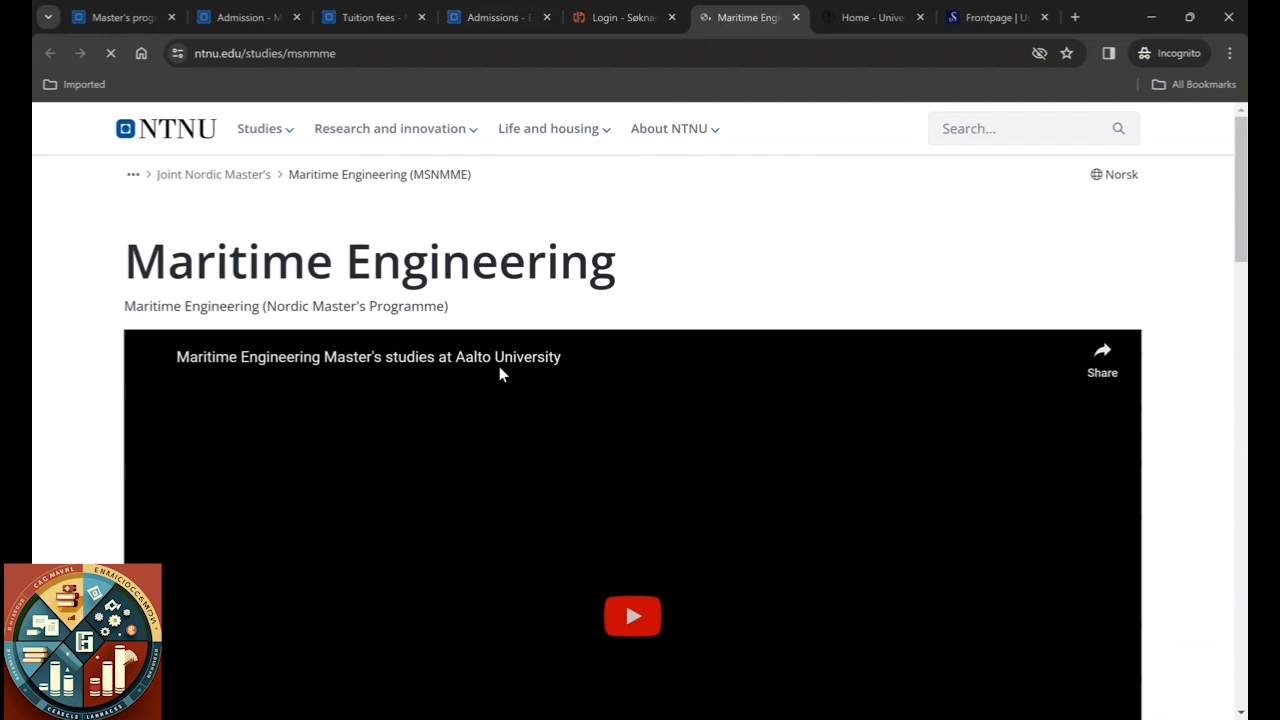 Master's prog
Admission - M
Tuition fees -
Admissions -
Login - Søkna
Maritime Engi
Home - Unive
Frontpage | U
ntnu.edu/studies/msnmme
Incognito
Imported
All Bookmarks
NTNU
Studies
Research and innovation
Life and housing
About NTNU
Search...
Joint Nordic Master's
Maritime Engineering (MSNMME)
Norsk
Maritime Engineering
Maritime Engineering (Nordic Master's Programme)
Maritime Engineering Master's studies at Aalto University
Share